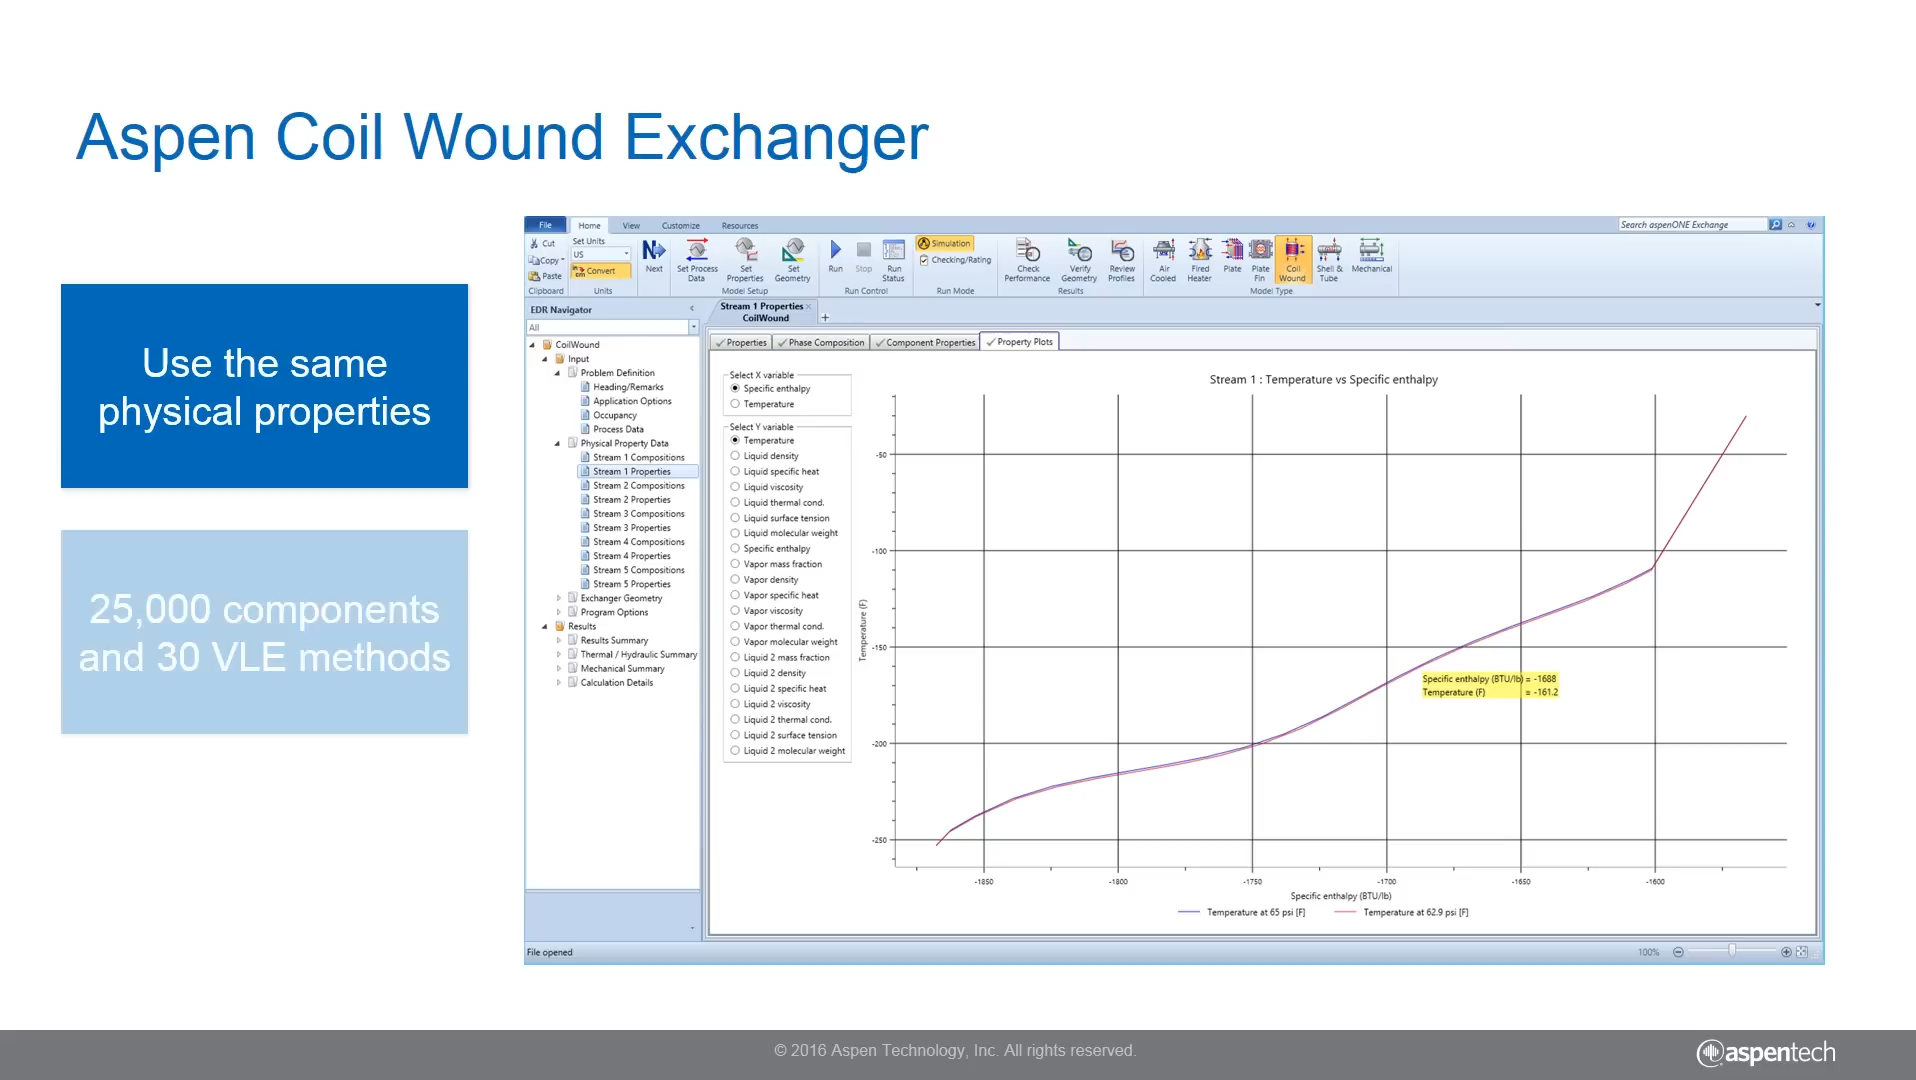 Aspen Coil Wound Exchanger
Use the same
physical properties
25,000 components
and 30 VLE methods
File Home View Customize Resources
Search aspenONE Exchange
Cut
Copy
Paste
Clipboard
Set Units
US
Convert
Units
Next
Set Process
Data
Set
Properties
Set
Geometry
Model Setup
Run
Stop
Run
Status
Run Control
Simulation
Checking/Rating
Run Mode
Check
Performance
Verify
Geometry
Review
Profiles
Results
Air
Cooled
Fired
Heater
Plate
Plate
Fin
Coil
Wound
Shell &
Tube
Mechanical
Model Type
EDR Navigator
All
CoilWound
Input
Problem Definition
Heading/Remarks
Application Options
Occupancy
Process Data
Physical Property Data
Stream 1 Compositions
Stream 1 Properties
Stream 2 Compositions
Stream 2 Properties
Stream 3 Compositions
Stream 3 Properties
Stream 4 Compositions
Stream 4 Properties
Stream 5 Compositions
Stream 5 Properties
Exchanger Geometry
Program Options
Results
Results Summary
Thermal / Hydraulic Summary
Mechanical Summary
Calculation Details
Stream 1 Properties
CoilWound
Properties
Phase Composition
Component Properties
Property Plots
Select X variable
Specific enthalpy
Temperature
Select Y variable
Temperature
Liquid density
Liquid specific heat
Liquid viscosity
Liquid thermal cond.
Liquid surface tension
Liquid molecular weight
Specific enthalpy
Vapor mass fraction
Vapor density
Vapor specific heat
Vapor viscosity
Vapor thermal cond.
Vapor molecular weight
Liquid 2 mass fraction
Liquid 2 density
Liquid 2 specific heat
Liquid 2 viscosity
Liquid 2 thermal cond.
Liquid 2 surface tension
Liquid 2 molecular weight
Stream 1 : Temperature vs Specific enthalpy
Temperature (F)
-50
-100
-150
-200
-250
Specific enthalpy (BTU/lb) = -1688
Temperature (F) = -161.2
-1850 -1800 -1750 -1700 -1650 -1600
Specific enthalpy (BTU/lb)
Temperature at 65 psi [F]
Temperature at 62.9 psi [F]
File opened
100%
© 2016 Aspen Technology, Inc. All rights reserved.
aspentech